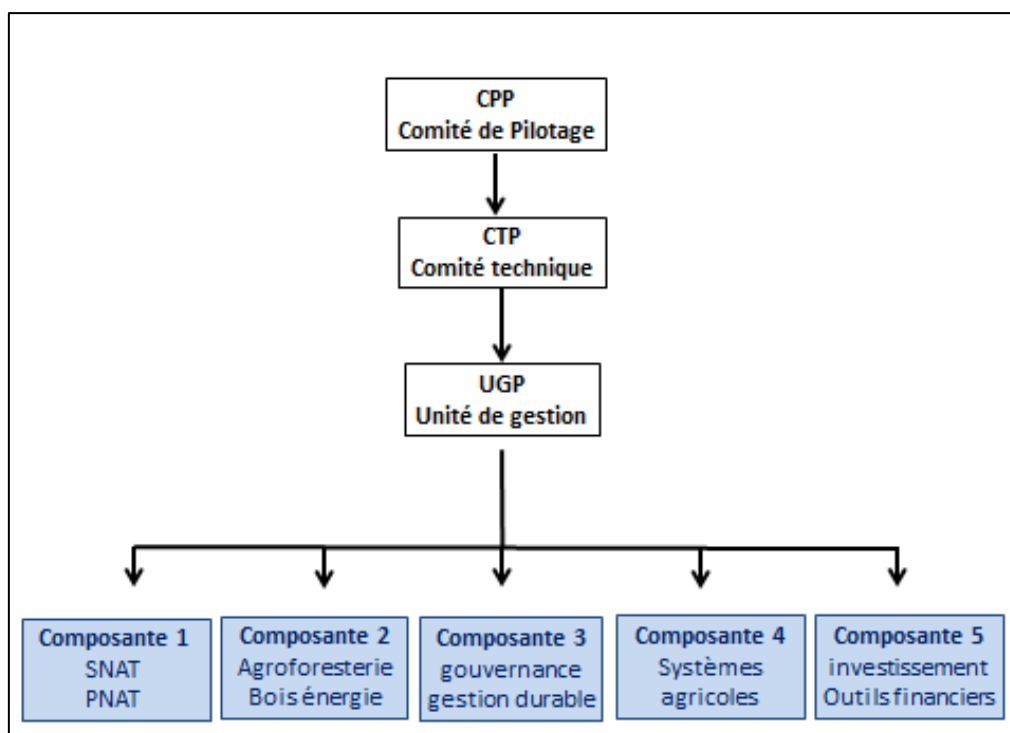 CPP
Comité de Pilotage
CTP
Comité technique
UGP
Unité de gestion
Composante 1
SNAT
PNAT
Composante 2
Agroforesterie
Bois énergie
Composante 3
gouvernance
gestion durable
Composante 4
Systèmes
agricoles
Composante 5
investissement
Outils financiers